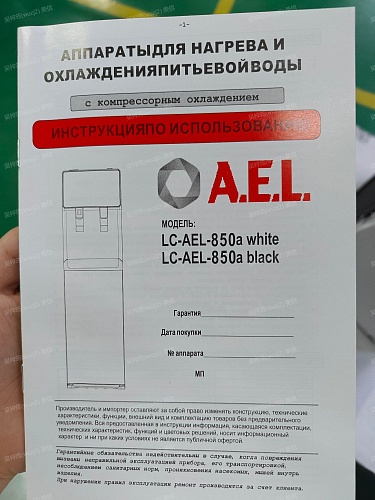 -1-
АППАРАТЫДЛЯ НАГРЕВА И
ОХЛАЖДЕНИЯПИТЬЕВОЙВОДЫ
с компрессорным охлаждением
ИНСТРУКЦИЯПО ИСПОЛЬЗОВАНИЮ
A.E.L.
МОДЕЛЬ:
LC-AEL-850a white
LC-AEL-850a black
Гарантия
Дата покупки
№ аппарата
МП
Производитель и импортер оставляют за собой право изменять конструкцию, технические
характеристики, функции, внешний вид и комплектацию товаров без предварительного
уведомления. Вся предоставленная в инструкции информация, касающаяся комплектации,
технических характеристик, функций и цветовых решений, носит информационный
характер и ни при каких условиях не является публичной офертой.
Гарантийные обязательства недействительны в случае, когда повреждения
вызваны неправильной эксплуатацией прибора, его транспортировкой,
несоблюдением санитарных норм, проникновения насекомых, мышей внутрь
изделия.
При нарушении данных условий ремонт производится за счет клиента.